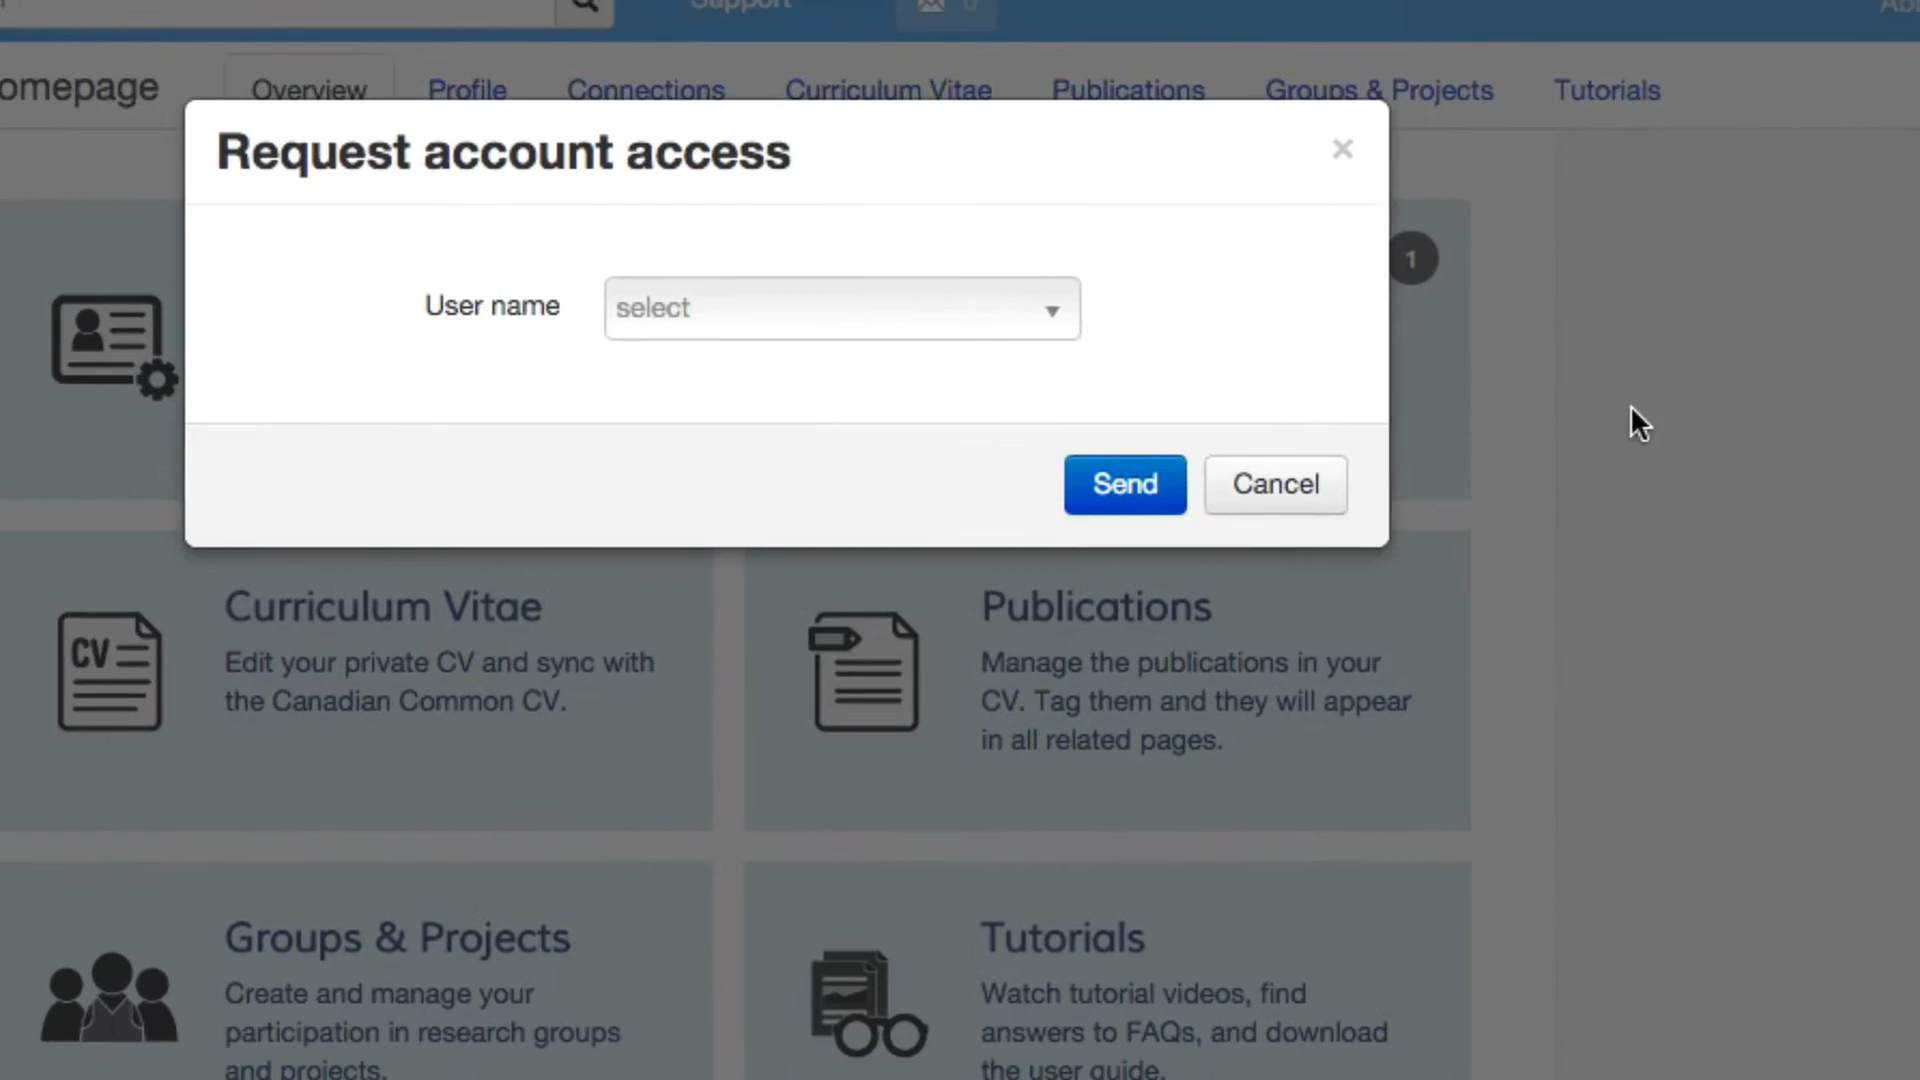 Support
0
omepage
Overview
Profile
Connections
Curriculum Vitae
Publications
Groups & Projects
Tutorials
Request account access
×
1
User name
select
Send
Cancel
CV
Curriculum Vitae
Edit your private CV and sync with
the Canadian Common CV.
Publications
Manage the publications in your
CV. Tag them and they will appear
in all related pages.
Groups & Projects
Create and manage your
participation in research groups
and projects.
Tutorials
Watch tutorial videos, find
answers to FAQs, and download
the user guide.